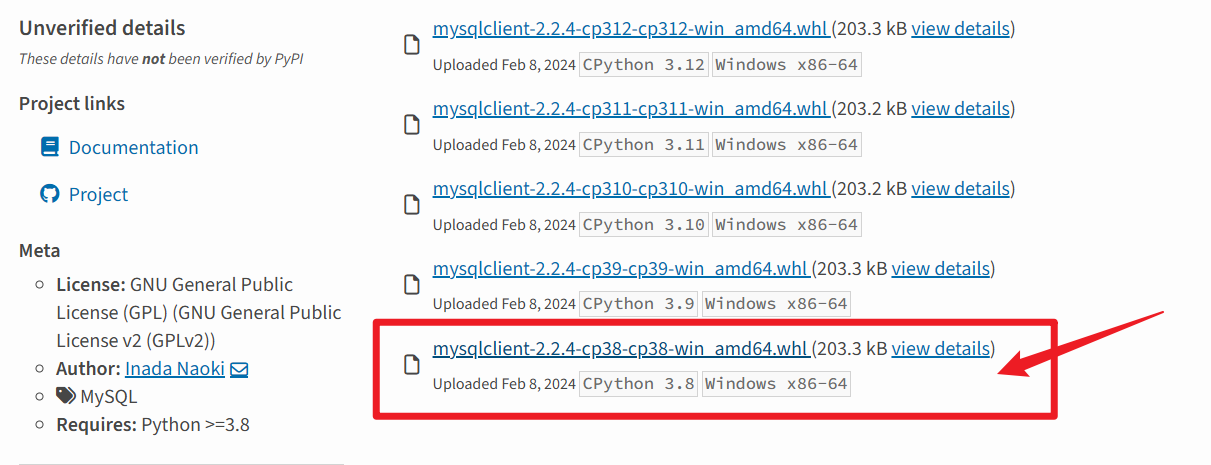 Unverified details
These details have not been verified by PyPI
Project links
Documentation
Project
Meta
License: GNU General Public
License (GPL) (GNU General Public
License v2 (GPLv2))
Author: Inada Naoki
MySQL
Requires: Python >=3.8
mysqlclient-2.2.4-cp312-cp312-win_amd64.whl (203.3 kB view details)
Uploaded Feb 8, 2024 CPython 3.12 Windows x86-64
mysqlclient-2.2.4-cp311-cp311-win_amd64.whl (203.2 kB view details)
Uploaded Feb 8, 2024 CPython 3.11 Windows x86-64
mysqlclient-2.2.4-cp310-cp310-win_amd64.whl (203.2 kB view details)
Uploaded Feb 8, 2024 CPython 3.10 Windows x86-64
mysqlclient-2.2.4-cp39-cp39-win_amd64.whl (203.3 kB view details)
Uploaded Feb 8, 2024 CPython 3.9 Windows x86-64
mysqlclient-2.2.4-cp38-cp38-win_amd64.whl (203.3 kB view details)
Uploaded Feb 8, 2024 CPython 3.8 Windows x86-64